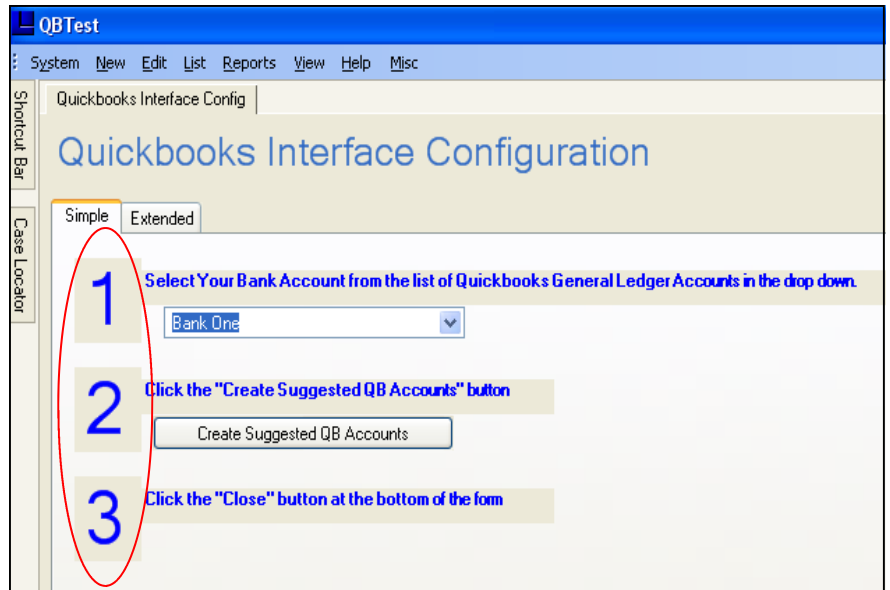 QBTest
System New Edit List Reports View Help Misc
Shortcut Bar
Case Locator
Quickbooks Interface Config
Quickbooks Interface Configuration
Simple Extended
1 Select Your Bank Account from the list of Quickbooks General Ledger Accounts in the drop down.
Bank One
2 Click the "Create Suggested QB Accounts" button
Create Suggested QB Accounts
3 Click the "Close" button at the bottom of the form